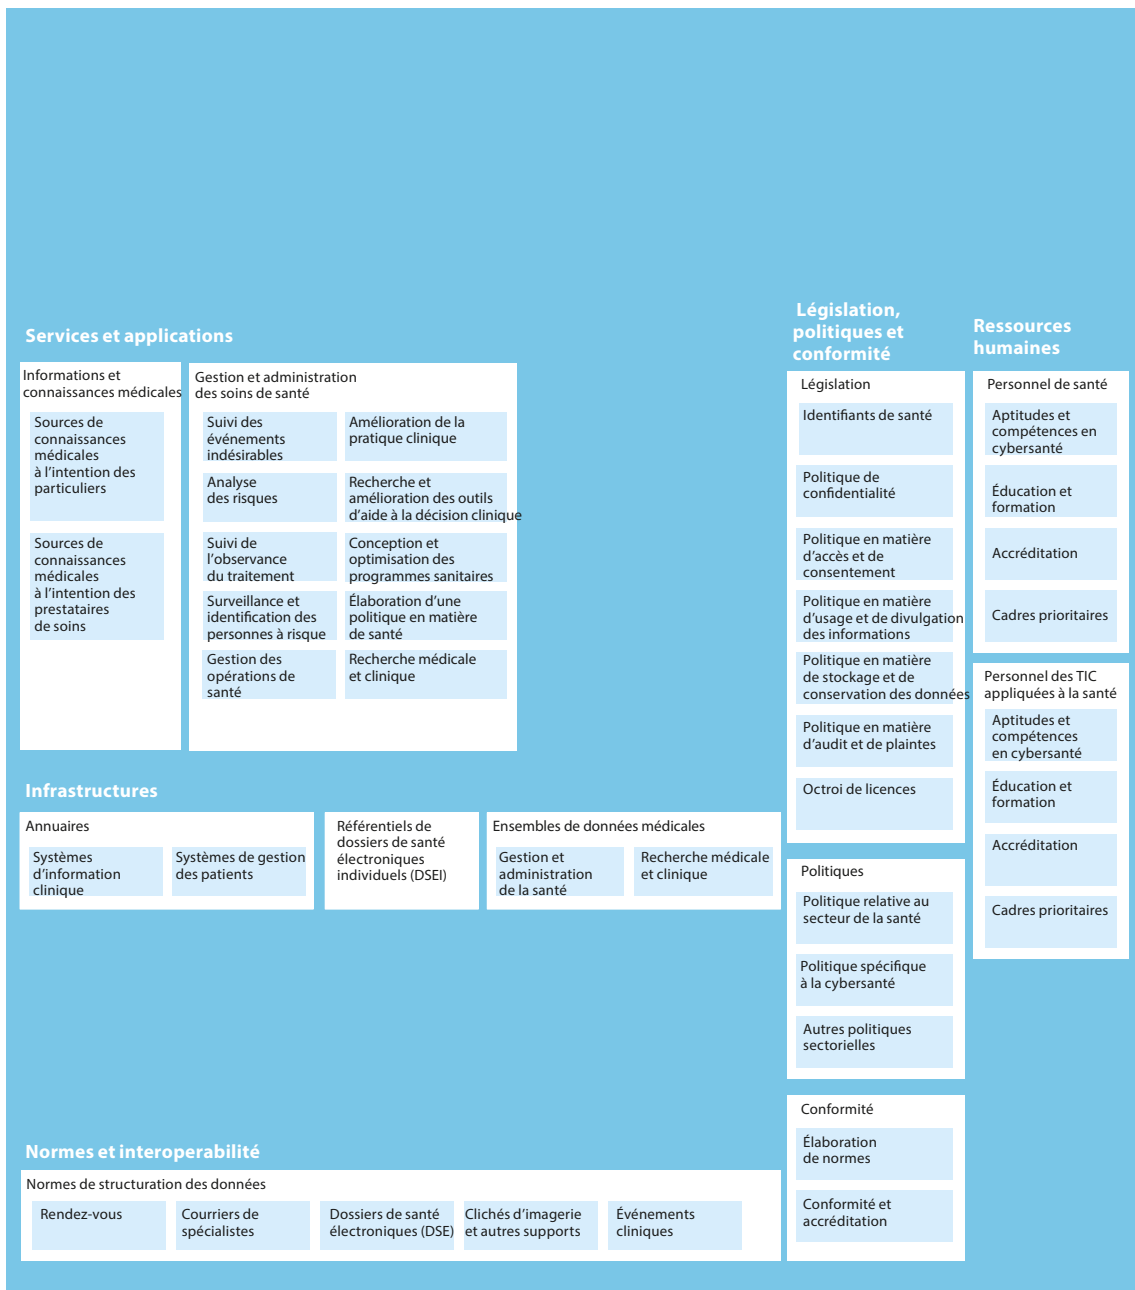 Services et applications
Informations et
connaissances médicales
Sources de
connaissances
médicales
à l'intention des
particuliers
Sources de
connaissances
médicales
à l'intention des
prestataires
de soins
Gestion et administration
des soins de santé
Suivi des
événements
indésirables
Amélioration de la
pratique clinique
Analyse
des risques
Recherche et
amélioration des outils
d'aide à la décision clinique
Suivi de
l'observance
du traitement
Conception et
optimisation des
programmes sanitaires
Surveillance et
identification des
personnes à risque
Élaboration d'une
politique en matière
de santé
Gestion des
opérations de
santé
Recherche médicale
et clinique
Infrastructures
Annuaires
Systèmes
d'information
clinique
Systèmes de gestion
des patients
Référentiels de
dossiers de santé
électroniques
individuels (DSEI)
Ensembles de données médicales
Gestion et
administration
de la santé
Recherche médicale
et clinique
Normes et interoperabilité
Normes de structuration des données
Rendez-vous
Courriers de
spécialistes
Dossiers de santé
électroniques (DSE)
Clichés d'imagerie
et autres supports
Événements
cliniques
Législation,
politiques et
conformité
Législation
Identifiants de santé
Politique de
confidentialité
Politique en matière
d'accès et de
consentement
Politique en matière
d'usage et de divulgation
des informations
Politique en matière
de stockage et de
conservation des données
Politique en matière
d'audit et de plaintes
Octroi de licences
Politiques
Politique relative au
secteur de la santé
Politique spécifique
à la cybersanté
Autres politiques
sectorielles
Conformité
Élaboration
de normes
Conformité et
accréditation
Ressources
humaines
Personnel de santé
Aptitudes et
compétences en
cybersanté
Éducation et
formation
Accréditation
Cadres prioritaires
Personnel des TIC
appliquées à la santé
Aptitudes et
compétences
en cybersanté
Éducation et
formation
Accréditation
Cadres prioritaires